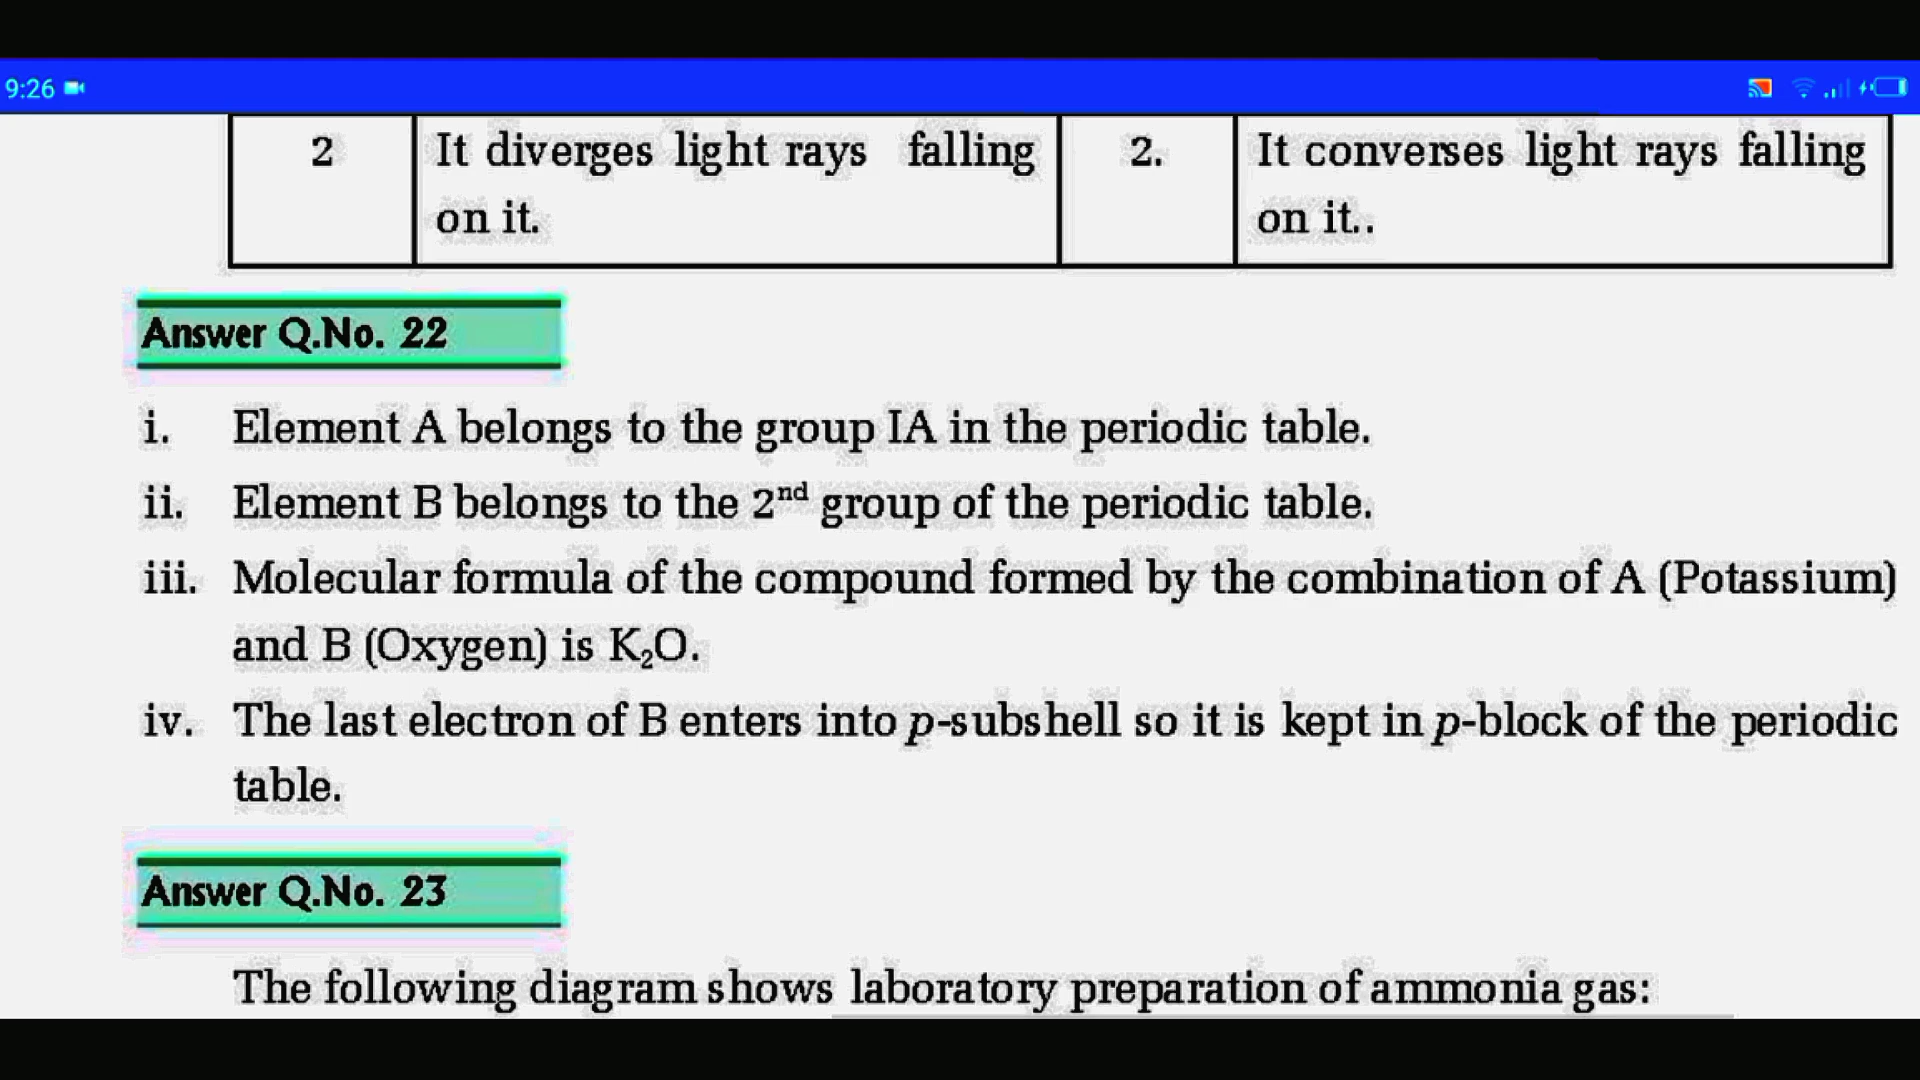 9:26
2 It diverges light rays falling 2. It converses light rays falling
on it. on it..
Answer Q.No. 22
i. Element A belongs to the group IA in the periodic table.
ii. Element B belongs to the 2nd group of the periodic table.
iii. Molecular formula of the compound formed by the combination of A (Potassium)
and B (Oxygen) is K₂O.
iv. The last electron of B enters into p-subshell so it is kept in p-block of the periodic
table.
Answer Q.No. 23
The following diagram shows laboratory preparation of ammonia gas: